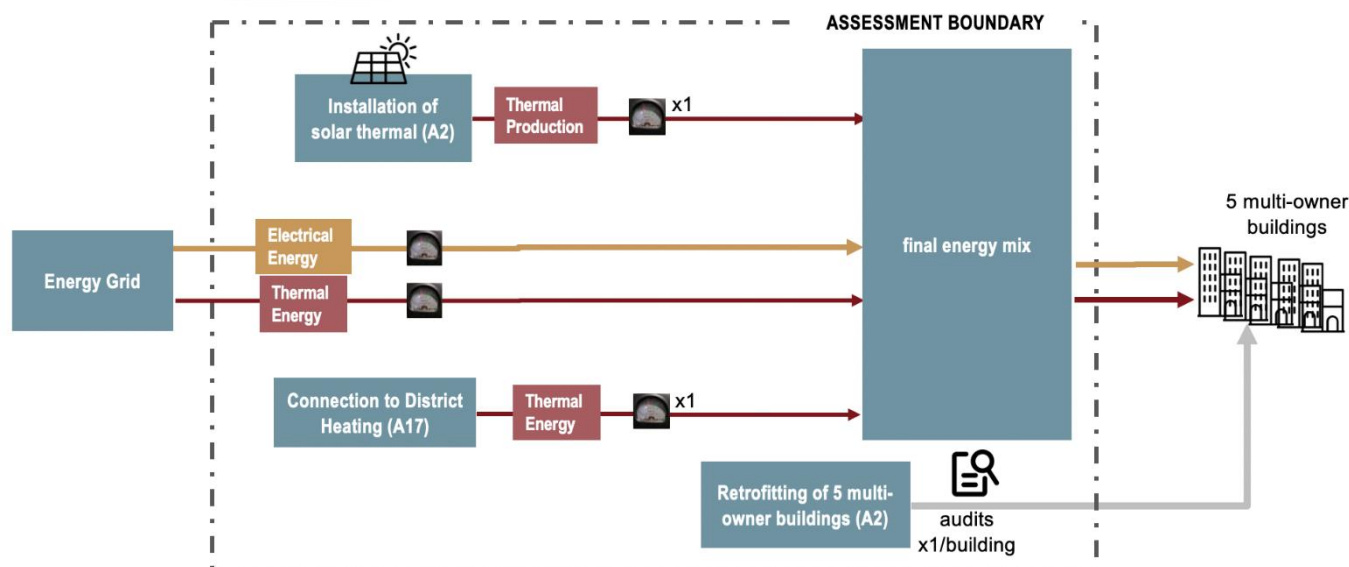 ASSESSMENT BOUNDARY
Installation of
solar thermal (A2)
Thermal
Production
x1
5 multi-owner
buildings
Energy Grid
Electrical
Energy
Thermal
Energy
final energy mix
Connection to District
Heating (A17)
Thermal
Energy
x1
Retrofitting of 5 multi-
owner buildings (A2)
audits
x1/building